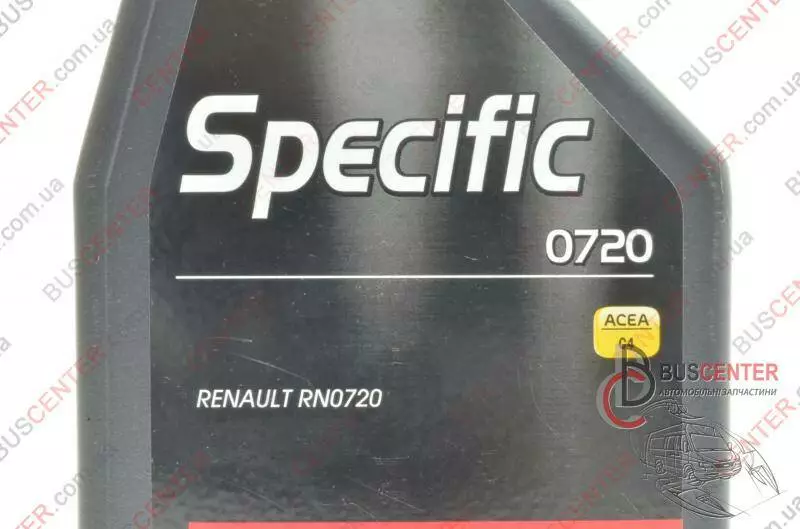 Specific
0720
ACEA
C4
RENAULT RN0720
BUSCENTER
АВТОМОБІЛЬНІ ЗАПЧАСТИНИ
BUSCENTER.com.ua